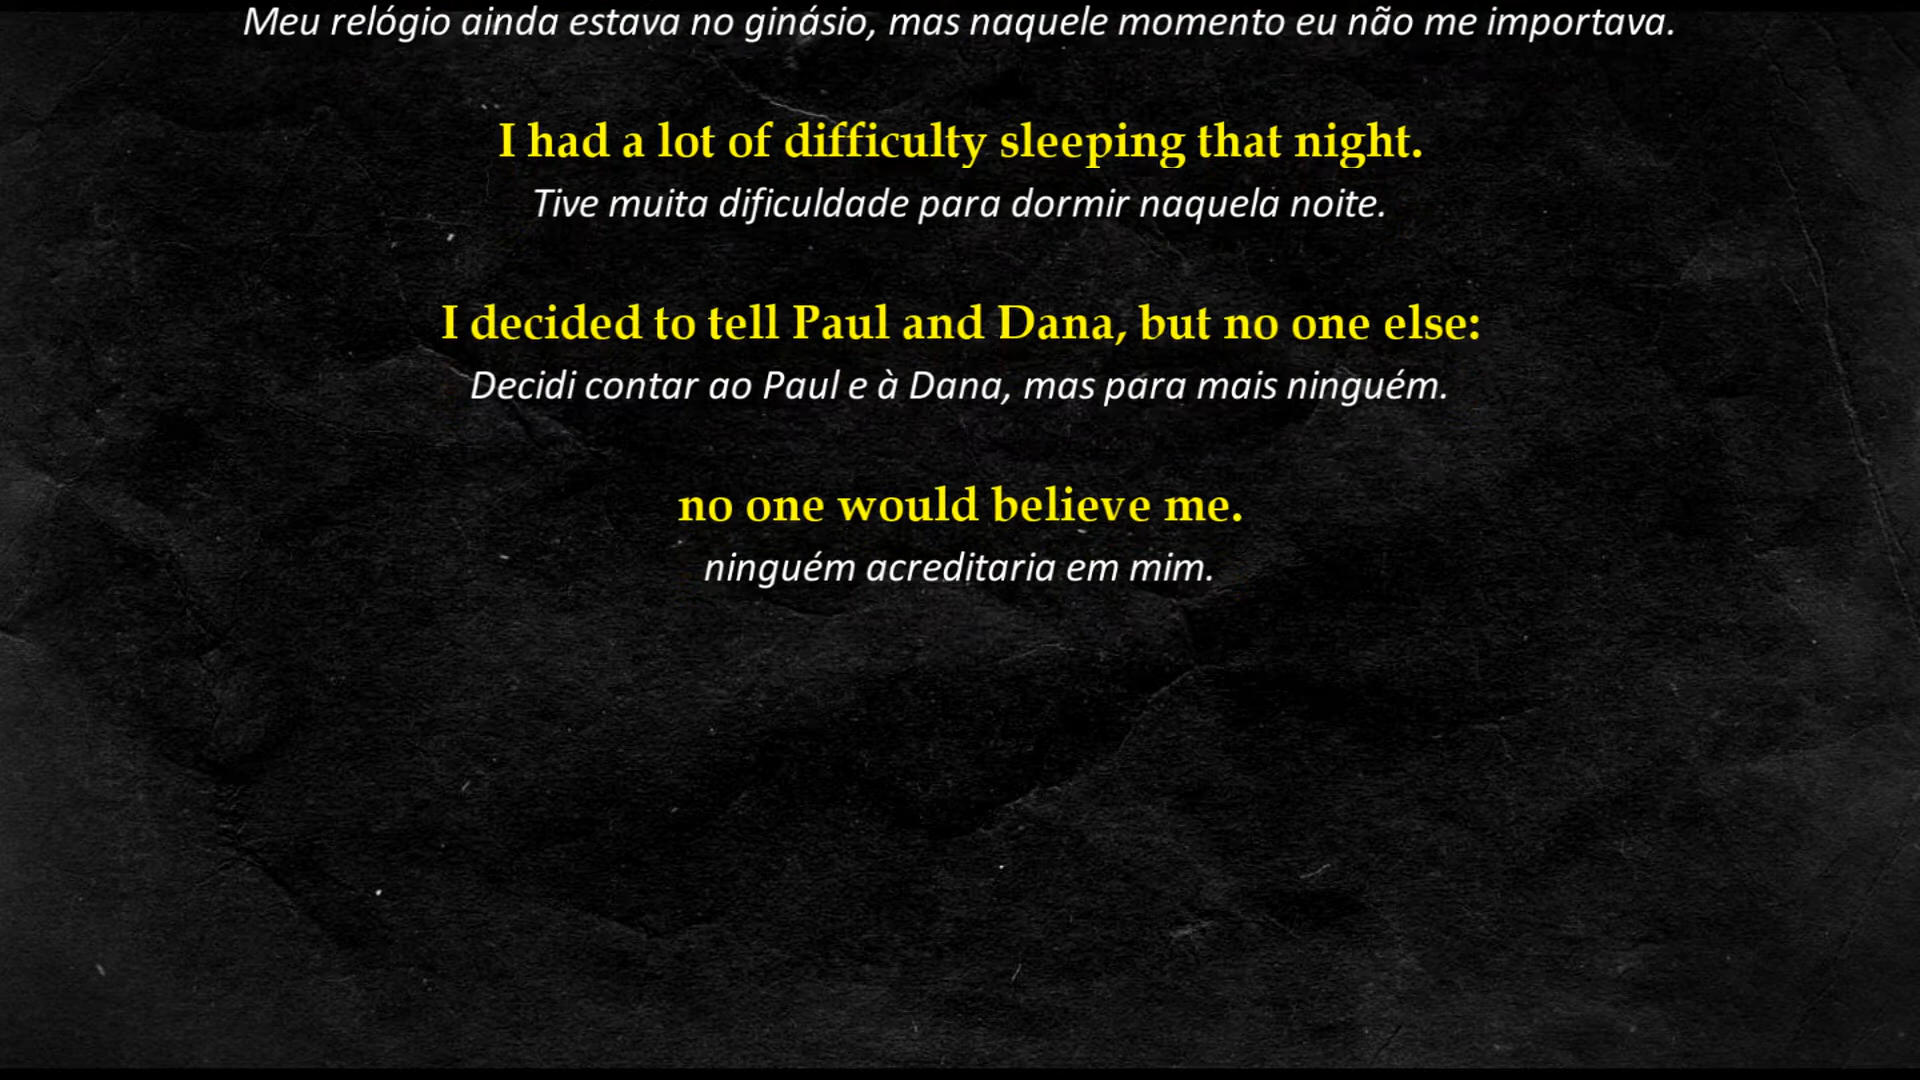 Meu relógio ainda estava no ginásio, mas naquele momento eu não me importava.
I had a lot of difficulty sleeping that night.
Tive muita dificuldade para dormir naquela noite.
I decided to tell Paul and Dana, but no one else:
Decidi contar ao Paul e à Dana, mas para mais ninguém.
no one would believe me.
ninguém acreditaria em mim.